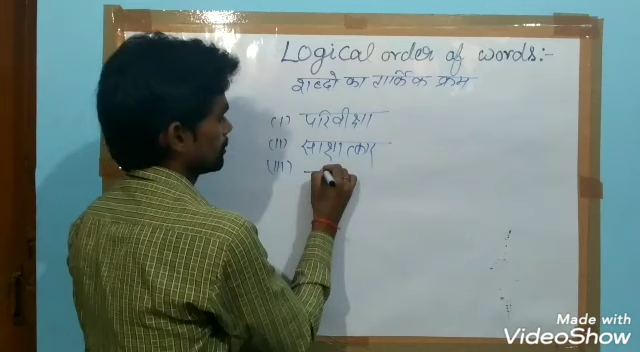 Logical order of words:-
शब्दो का तार्किक क्रम
(I) परिवीक्षा
(II) साक्षात्कार
(III)
Made with
VideoShow